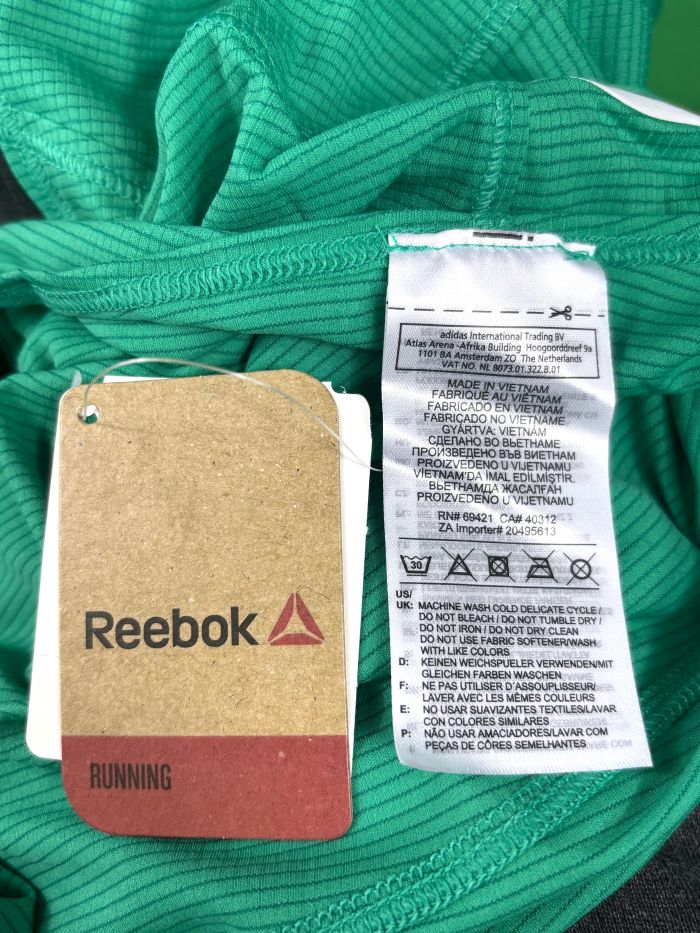 Reebok
RUNNING
adidas International Trading BV
Atlas Arena -Afrika Building Hoogoorddreef 9a
1101 BA Amsterdam ZO The Netherlands
VAT NO. NL 8073.01.322.B.01
MADE IN VIETNAM
FABRIQUÉ AU VIÊTNAM
FABRICADO EN VIETNAM
FABRICADO NO VIETNAME
GYÁRTVA: VIETNAM
СДЕЛАНО ВО ВЬЕТНАМЕ
ПРОИЗВЕДЕНО ВЪВ ВИЕТНАМ
PROIZVEDENO U VIJETNAMU
VİETNAM'DA İMAL EDİLMİŞTİR.
ВЬЕТНАМДА ЖАСАЛҒАН
PROIZVEDENO U VIJETNAMU
RN# 69421 CA# 40312
ZA Importer# 20495613
30
US/
UK: MACHINE WASH COLD DELICATE CYCLE /
DO NOT BLEACH / DO NOT TUMBLE DRY /
DO NOT IRON / DO NOT DRY CLEAN
DO NOT USE FABRIC SOFTENER/WASH
WITH LIKE COLORS
D: KEINEN WEICHSPUELER VERWENDEN/MIT
GLEICHEN FARBEN WASCHEN
F: NE PAS UTILISER D'ASSOUPLISSEUR/
LAVER AVEC LES MÊMES COULEURS
E: NO USAR SUAVIZANTES TEXTILES/LAVAR
CON COLORES SIMILARES
P: NÃO USAR AMACIADORES/LAVAR COM
PEÇAS DE CÔRES SEMELHANTES